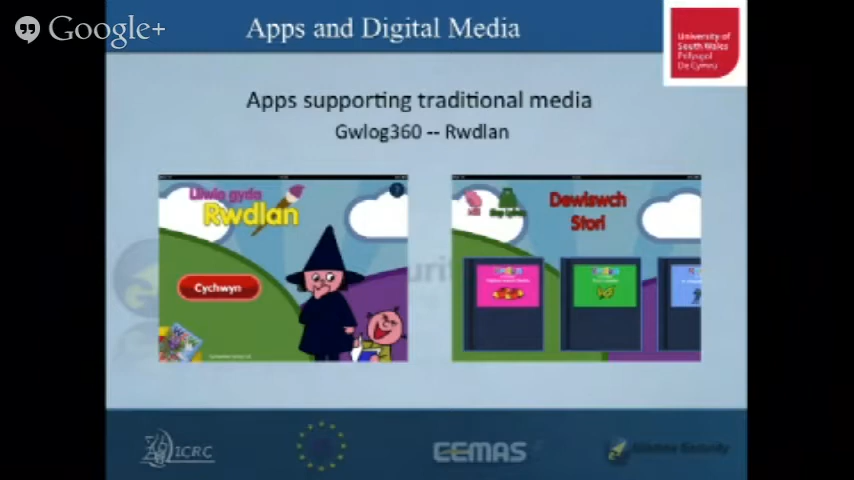 Google+
Apps and Digital Media
University of
South Wales
Prifysgol
De Cymru
Apps supporting traditional media
Gwlog360 -- Rwdlan
Lliwio gyda
Rwdlan
Cychwyn
Dewiswch
Stori
ICRC
EEMAS